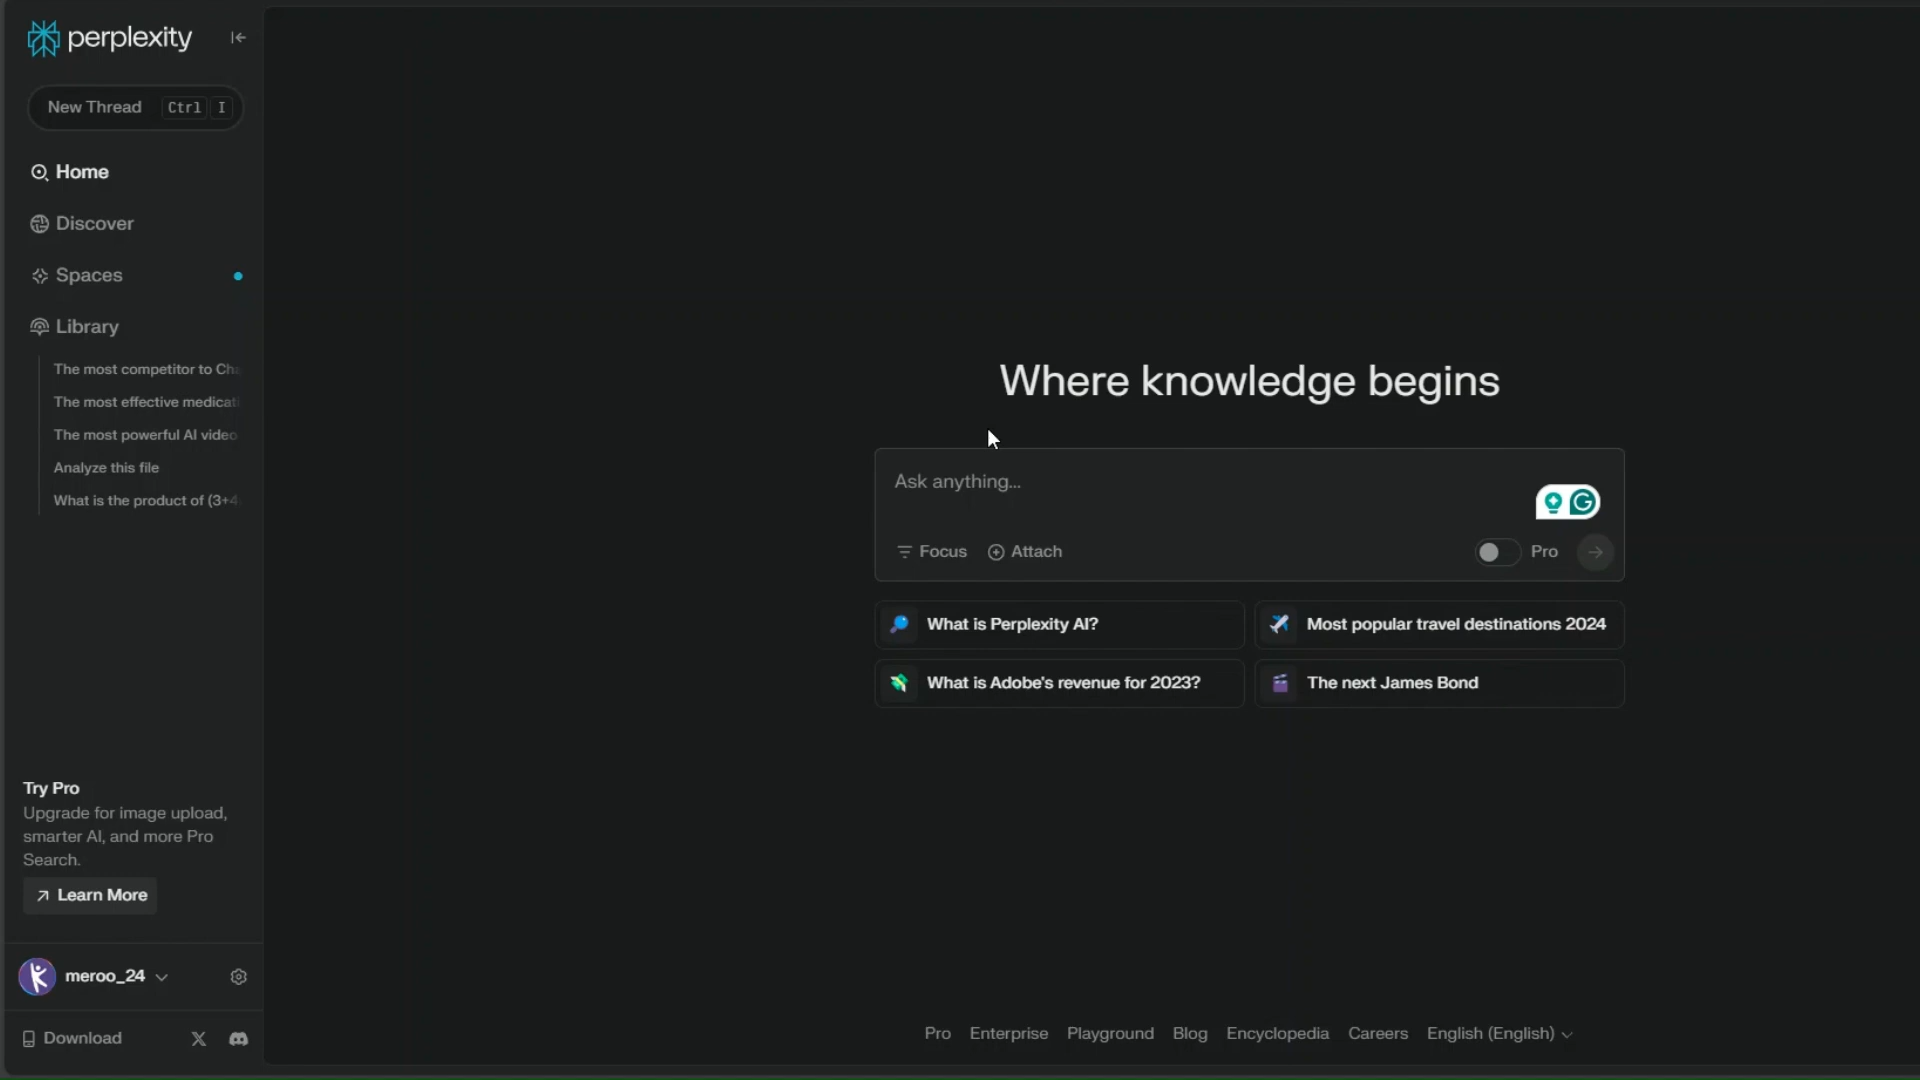 perplexity
New Thread Ctrl I
Home
Discover
Spaces
Library
The most competitor to Ch
The most effective medicat
The most powerful AI video
Analyze this file
What is the product of (3+4
Try Pro
Upgrade for image upload,
smarter AI, and more Pro
Search.
Learn More
meroo_24
Download
Where knowledge begins
Ask anything...
Focus Attach Pro
What is Perplexity AI?
Most popular travel destinations 2024
What is Adobe's revenue for 2023?
The next James Bond
Pro Enterprise Playground Blog Encyclopedia Careers English (English)